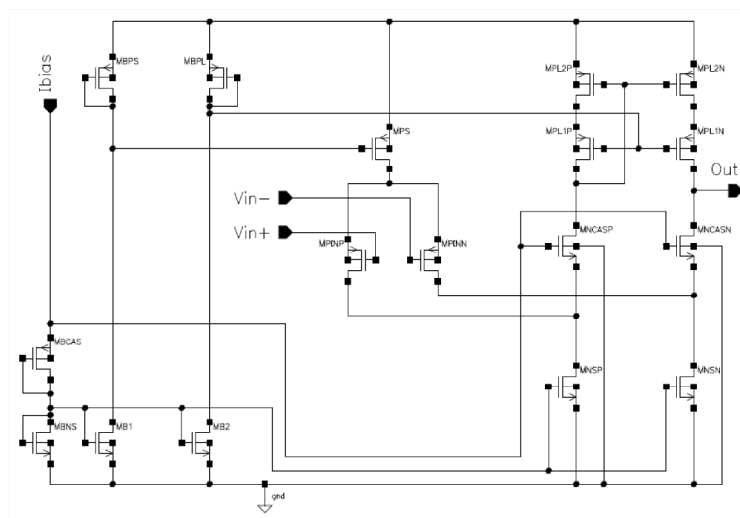 Ibias
MBPS
MBPL
MPL2P
MPL2N
MPS
MPL1P
MPL1N
Out
Vin-
Vin+
MPINP
MPINN
MNCASP
MNCASN
MBCAS
MNSP
MNSN
MBNS
MB1
MB2
gnd